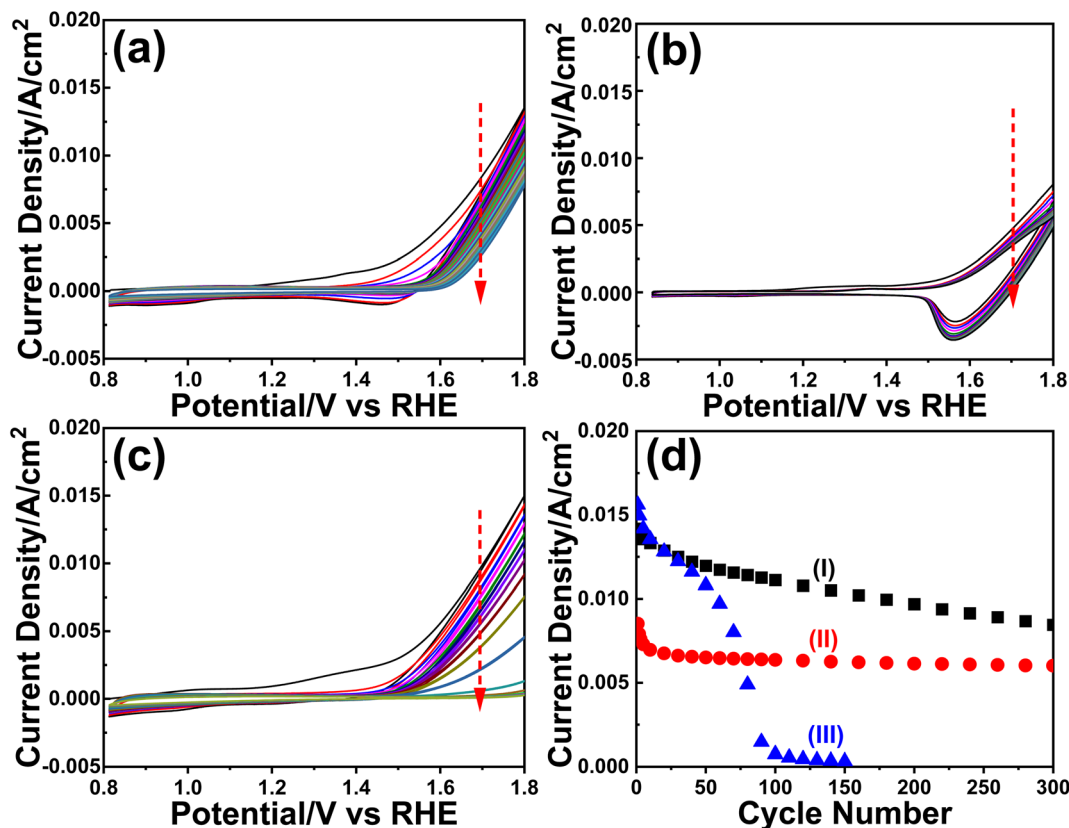 (a)
0.020
0.015
0.010
0.005
0.000
-0.005
0.8 1.0 1.2 1.4 1.6 1.8
Potential/V vs RHE
Current Density/A/cm²
(b)
0.020
0.015
0.010
0.005
0.000
-0.005
0.8 1.0 1.2 1.4 1.6 1.8
Potential/V vs RHE
Current Density/A/cm²
(c)
0.020
0.015
0.010
0.005
0.000
-0.005
0.8 1.0 1.2 1.4 1.6 1.8
Potential/V vs RHE
Current Density/A/cm²
(d)
0.020
0.015
0.010
0.005
0.000
(I)
(II)
(III)
0 50 100 150 200 250 300
Cycle Number
Current Density/A/cm²